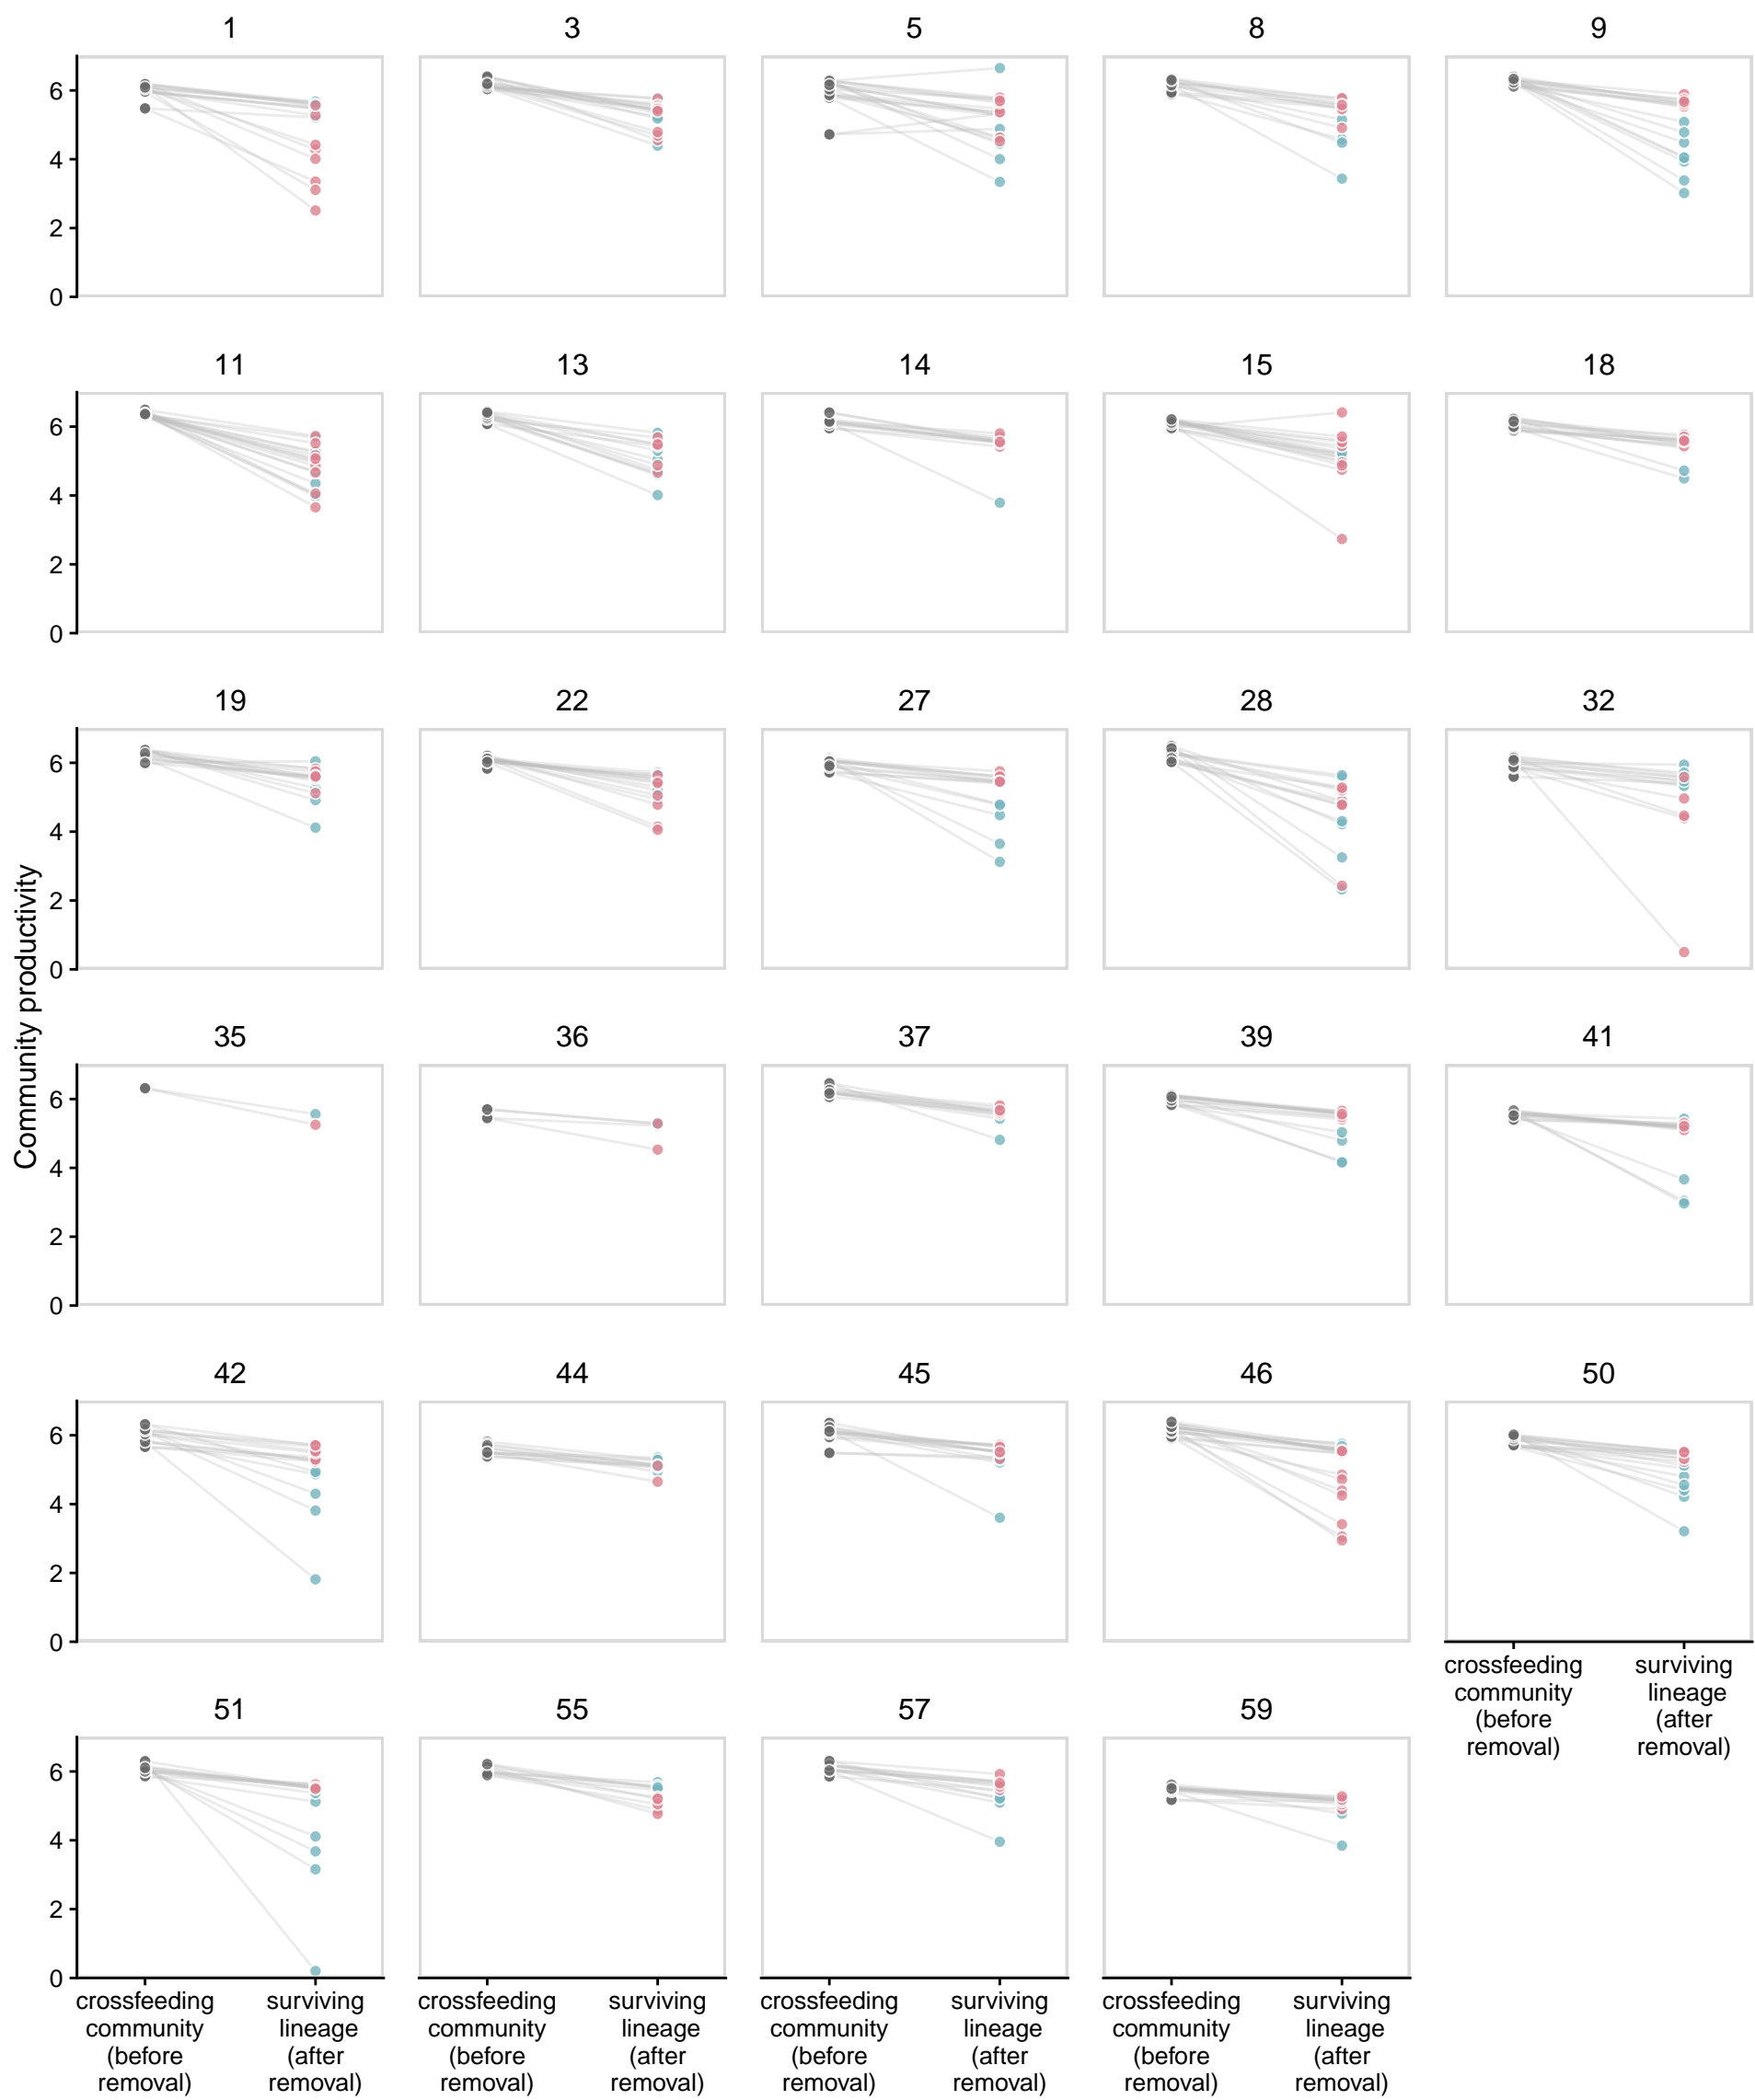 1 3 5 8 9
6
4
2
0
11 13 14 15 18
6
4
2
0
19 22 27 28 32
6
4
2
0
Community productivity
35 36 37 39 41
6
4
2
0
42 44 45 46 50
6
4
2
0
crossfeeding surviving
community lineage
(before (after
removal) removal)
51 55 57 59
6
4
2
0
crossfeeding surviving crossfeeding surviving crossfeeding surviving crossfeeding surviving
community lineage community lineage community lineage community lineage
(before (after (before (after (before (after (before (after
removal) removal) removal) removal) removal) removal) removal) removal)